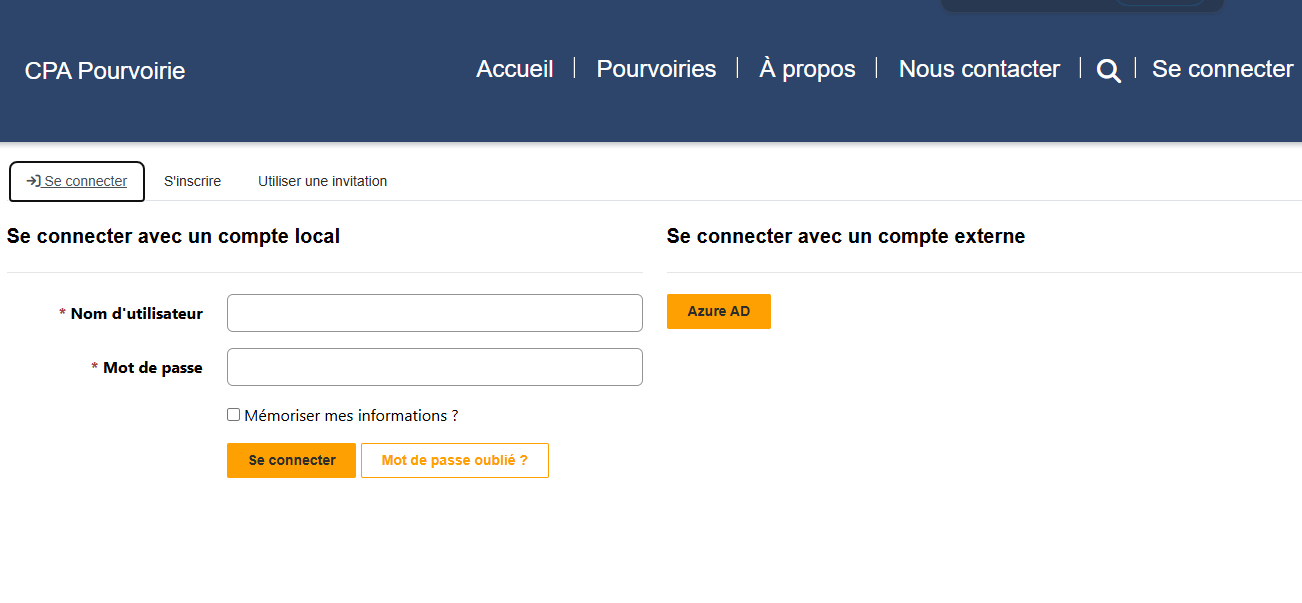 CPA Pourvoirie
Accueil
Pourvoiries
À propos
Nous contacter
Se connecter
Se connecter
S'inscrire
Utiliser une invitation
Se connecter avec un compte local
* Nom d'utilisateur
* Mot de passe
Mémoriser mes informations ?
Se connecter
Mot de passe oublié ?
Se connecter avec un compte externe
Azure AD